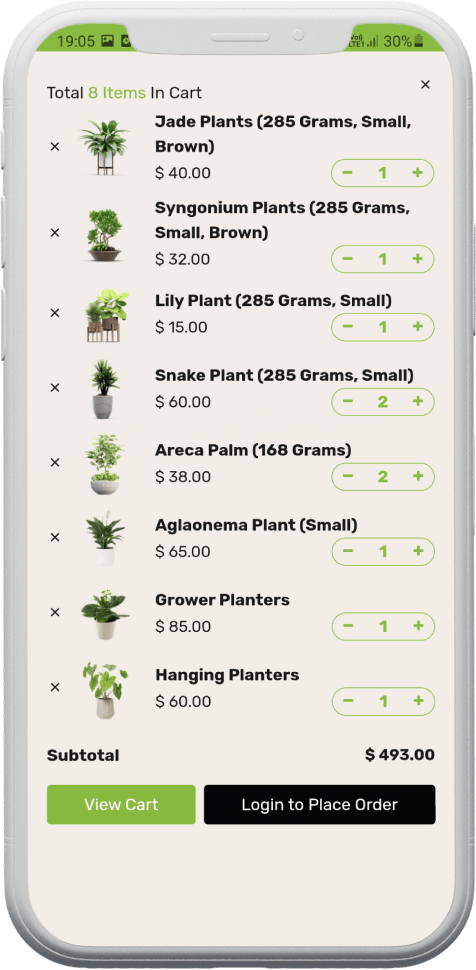 19:05 30%
Total 8 Items In Cart ×
Jade Plants (285 Grams, Small,
Brown)
×
$ 40.00 − 1 +
Syngonium Plants (285 Grams,
Small, Brown)
×
$ 32.00 − 1 +
Lily Plant (285 Grams, Small)
×
$ 15.00 − 1 +
Snake Plant (285 Grams, Small)
×
$ 60.00 − 2 +
Areca Palm (168 Grams)
×
$ 38.00 − 2 +
Aglaonema Plant (Small)
×
$ 65.00 − 1 +
Grower Planters
×
$ 85.00 − 1 +
Hanging Planters
×
$ 60.00 − 1 +
Subtotal $ 493.00
View Cart Login to Place Order